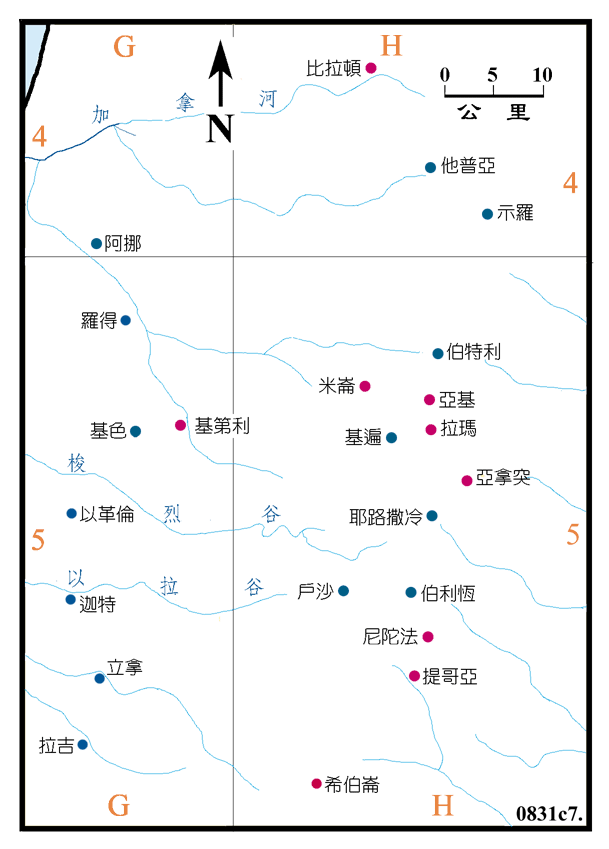 G
H
比拉頓
0 5 10
公里
加拿河
N
4
他普亞
4
示羅
阿挪
羅得
伯特利
米崙
亞基
基第利
拉瑪
基色
基遍
梭烈谷
亞拿突
以革倫
耶路撒冷
5
5
以拉谷
戶沙
伯利恆
迦特
尼陀法
立拿
提哥亞
拉吉
希伯崙
G
H
0831c7.